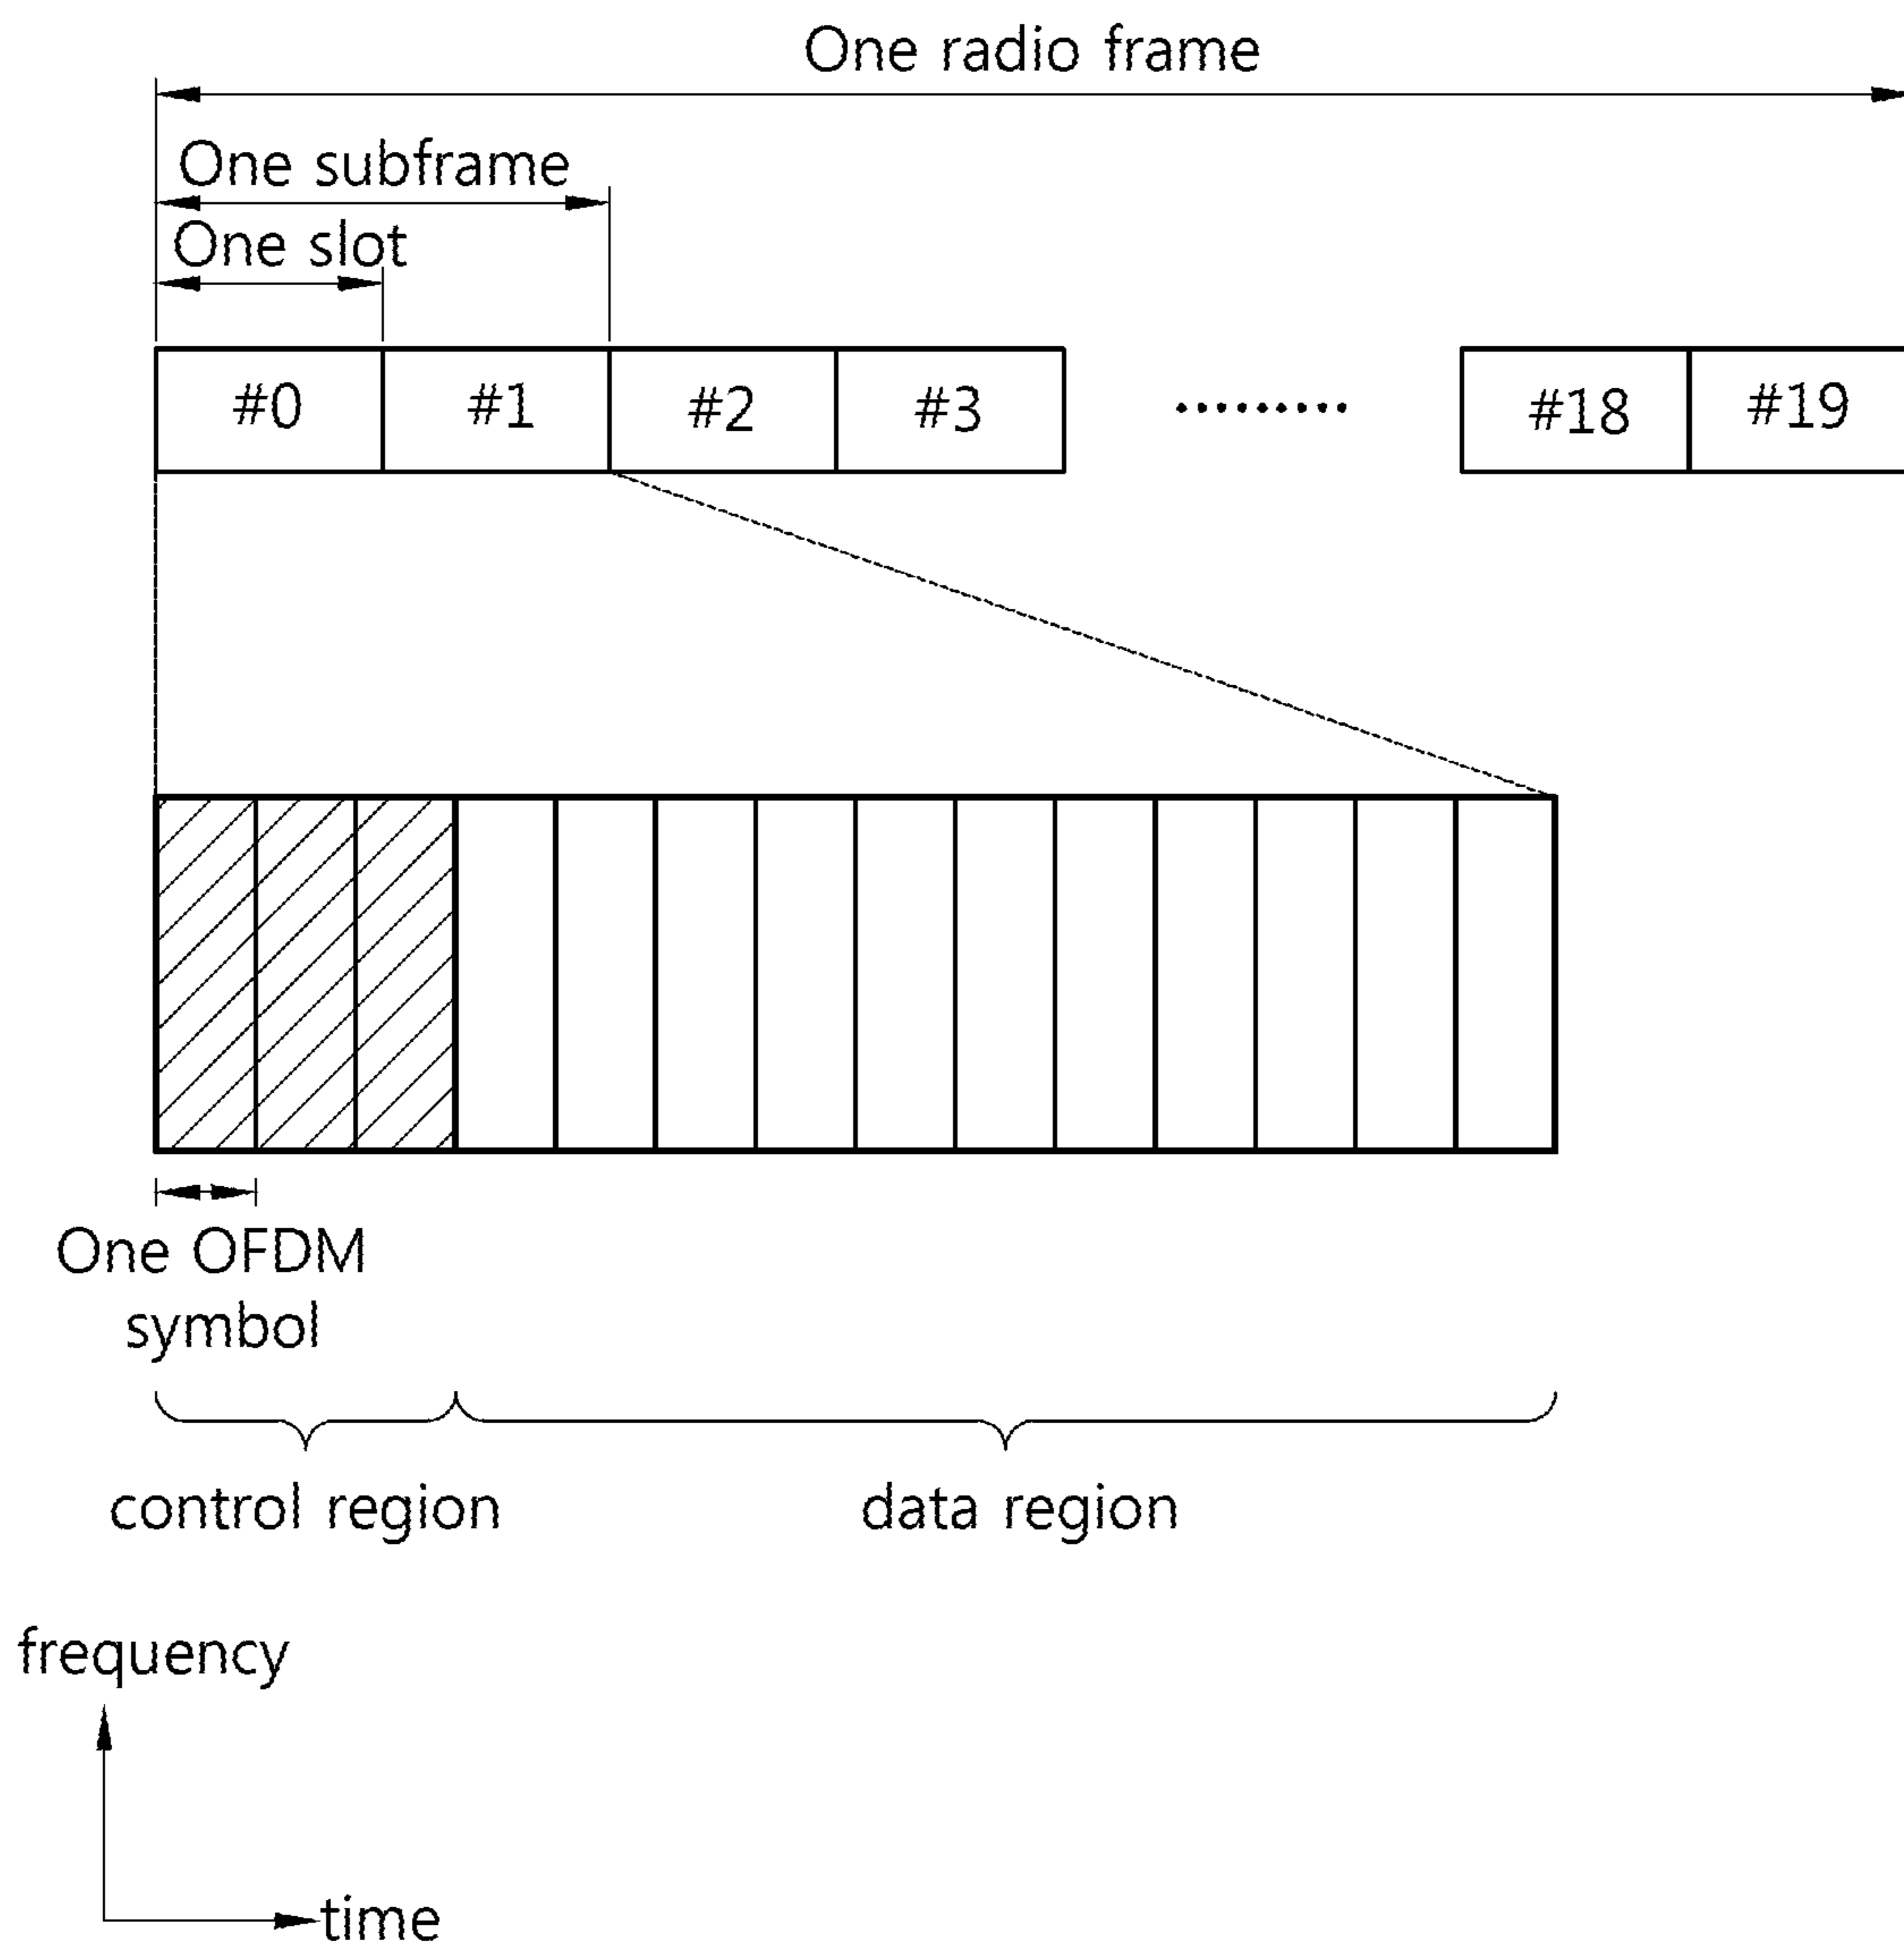 One radio frame
One subframe
One slot
#0 #1 #2 #3 ········· #18 #19
One OFDM
symbol
control region data region
frequency
time